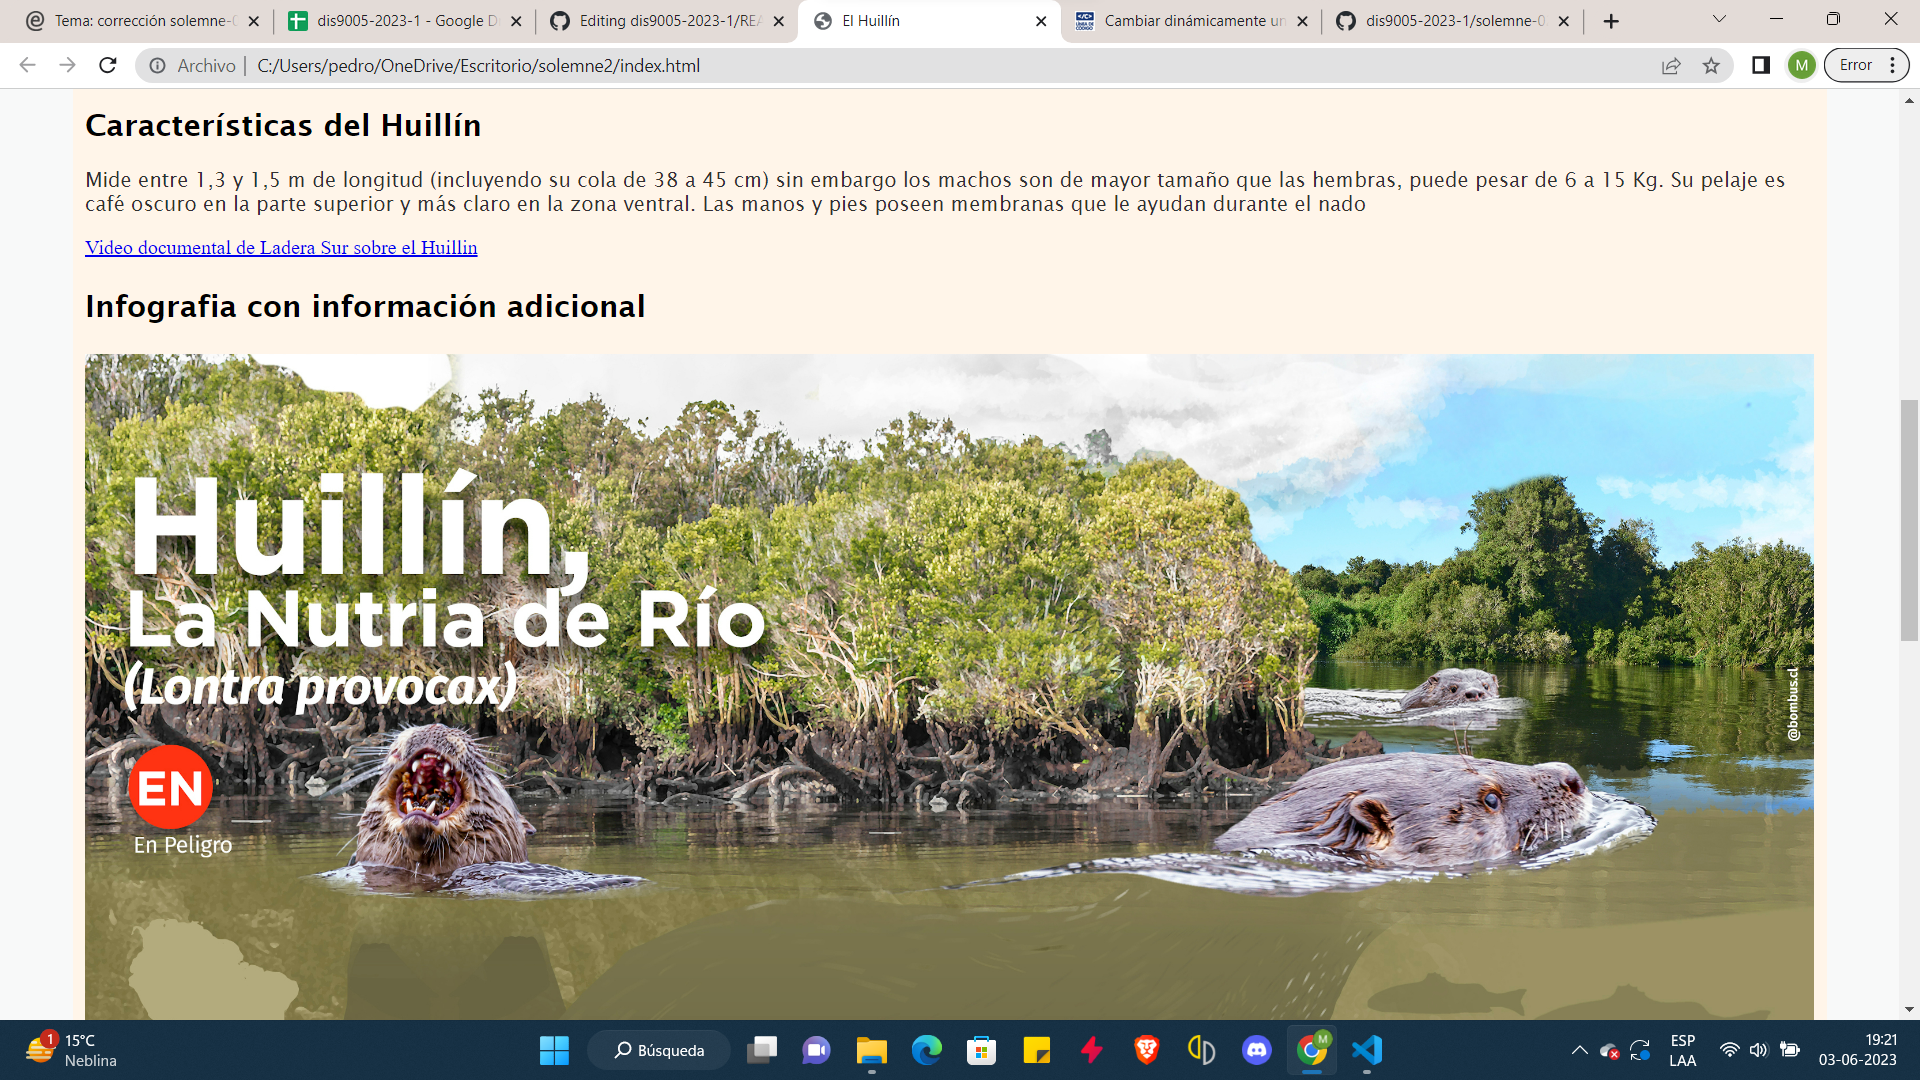 Tema: corrección solemne-0
dis9005-2023-1 - Google D
Editing dis9005-2023-1/REA
El Huillín
Cambiar dinámicamente un
dis9005-2023-1/solemne-0
Archivo
C:/Users/pedro/OneDrive/Escritorio/solemne2/index.html
M
Error
Características del Huillín
Mide entre 1,3 y 1,5 m de longitud (incluyendo su cola de 38 a 45 cm) sin embargo los machos son de mayor tamaño que las hembras, puede pesar de 6 a 15 Kg. Su pelaje es
café oscuro en la parte superior y más claro en la zona ventral. Las manos y pies poseen membranas que le ayudan durante el nado
Video documental de Ladera Sur sobre el Huillin
Infografia con información adicional
Huillín,
La Nutria de Río
(Lontra provocax)
EN
En Peligro
@bombus.cl
1
15°C
Neblina
Búsqueda
M
ESP
LAA
19:21
03-06-2023